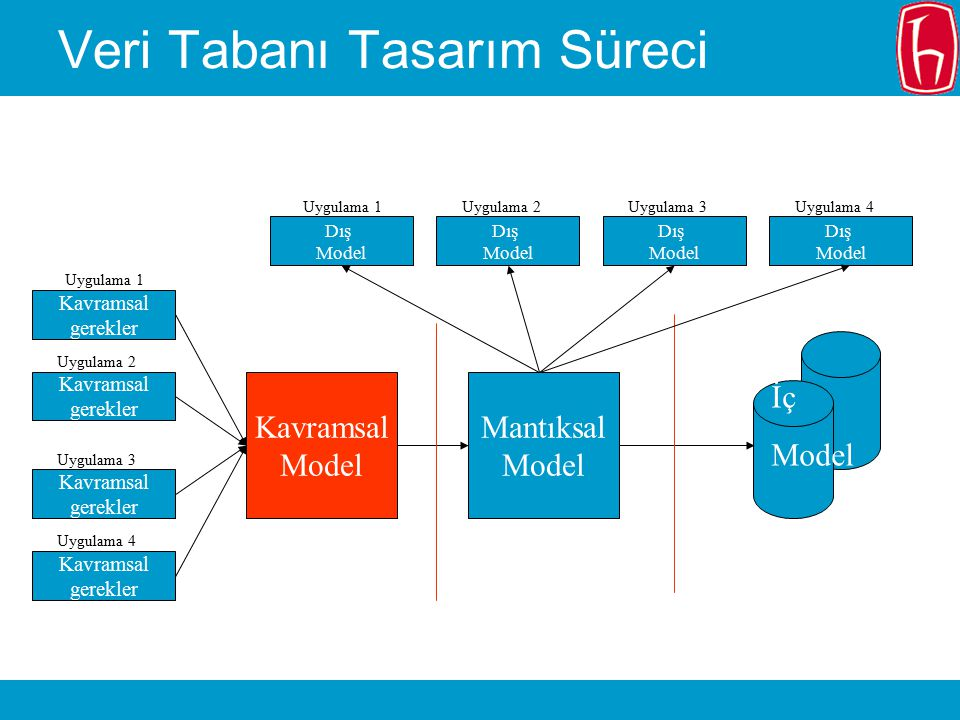 Veri Tabanı Tasarım Süreci
Uygulama 1
Dış
Model
Uygulama 2
Dış
Model
Uygulama 3
Dış
Model
Uygulama 4
Dış
Model
Uygulama 1
Kavramsal
gerekler
Uygulama 2
Kavramsal
gerekler
Uygulama 3
Kavramsal
gerekler
Uygulama 4
Kavramsal
gerekler
Kavramsal
Model
Mantıksal
Model
İç
Model